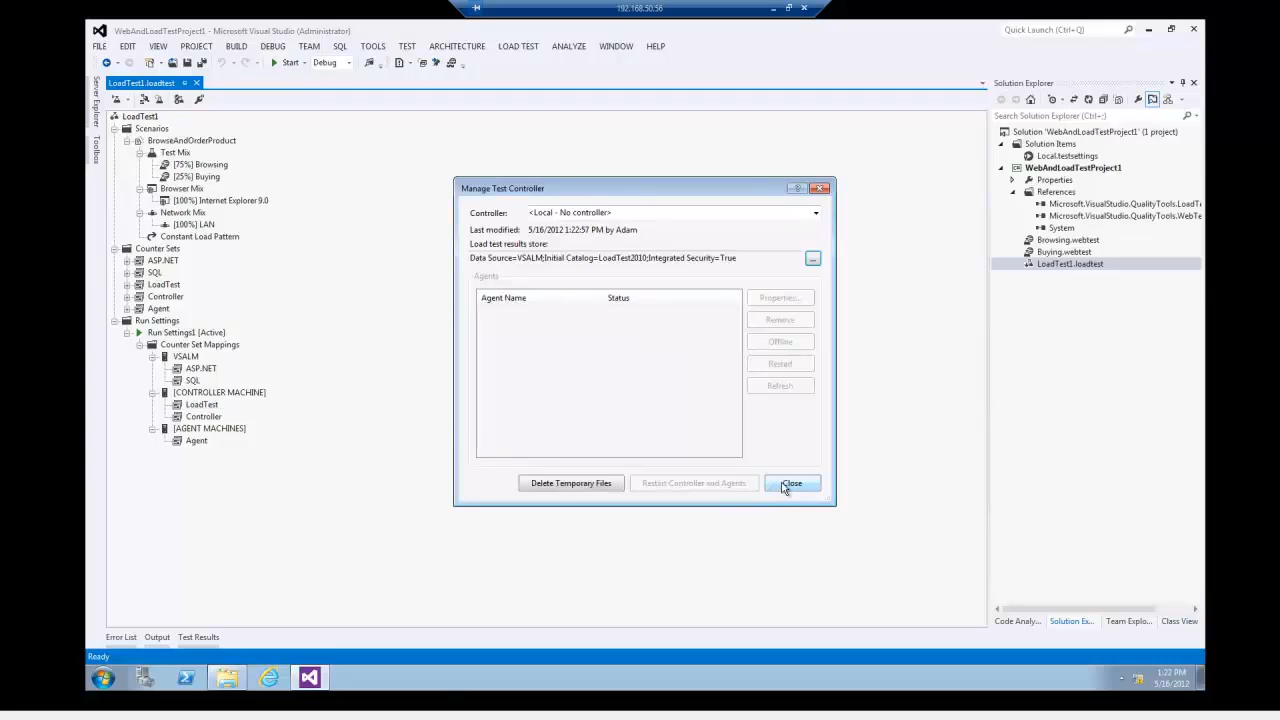 192.168.50.56
WebAndLoadTestProject1 - Microsoft Visual Studio (Administrator)
Quick Launch (Ctrl+Q)
FILE EDIT VIEW PROJECT BUILD DEBUG TEAM SQL TOOLS TEST ARCHITECTURE LOAD TEST ANALYZE WINDOW HELP
Start Debug
Server Explorer
Toolbox
LoadTest1.loadtest
LoadTest1
Scenarios
BrowseAndOrderProduct
Test Mix
[75%] Browsing
[25%] Buying
Browser Mix
[100%] Internet Explorer 9.0
Network Mix
[100%] LAN
Constant Load Pattern
Counter Sets
ASP.NET
SQL
LoadTest
Controller
Agent
Run Settings
Run Settings1 [Active]
Counter Set Mappings
VSALM
ASP.NET
SQL
[CONTROLLER MACHINE]
LoadTest
Controller
[AGENT MACHINES]
Agent
Manage Test Controller
Controller: <Local - No controller>
Last modified: 5/16/2012 1:22:57 PM by Adam
Load test results store:
Data Source=VSALM;Initial Catalog=LoadTest2010;Integrated Security=True ...
Agents
Agent Name Status
Properties...
Remove
Offline
Restart
Refresh
Delete Temporary Files Restart Controller and Agents Close
Solution Explorer
Search Solution Explorer (Ctrl+;)
Solution 'WebAndLoadTestProject1' (1 project)
Solution Items
Local.testsettings
WebAndLoadTestProject1
Properties
References
Microsoft.VisualStudio.QualityTools.LoadT
Microsoft.VisualStudio.QualityTools.WebTe
System
Browsing.webtest
Buying.webtest
LoadTest1.loadtest
Code Analy... Solution Ex... Team Explo... Class View
Error List Output Test Results
Ready
1:22 PM
5/16/2012